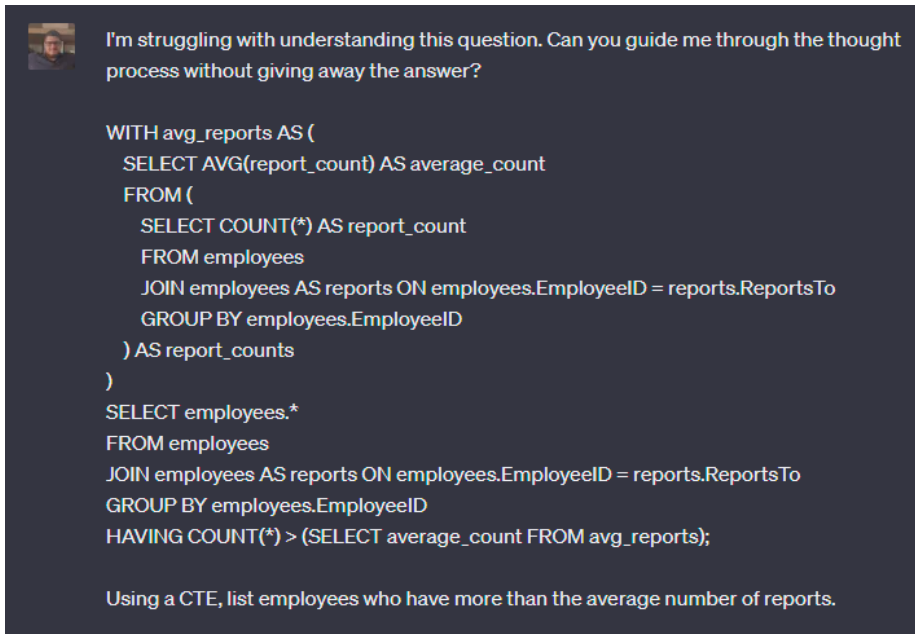 I'm struggling with understanding this question. Can you guide me through the thought
process without giving away the answer?
WITH avg_reports AS (
SELECT AVG(report_count) AS average_count
FROM (
SELECT COUNT(*) AS report_count
FROM employees
JOIN employees AS reports ON employees.EmployeeID = reports.ReportsTo
GROUP BY employees.EmployeeID
) AS report_counts
)
SELECT employees.*
FROM employees
JOIN employees AS reports ON employees.EmployeeID = reports.ReportsTo
GROUP BY employees.EmployeeID
HAVING COUNT(*) > (SELECT average_count FROM avg_reports);
Using a CTE, list employees who have more than the average number of reports.